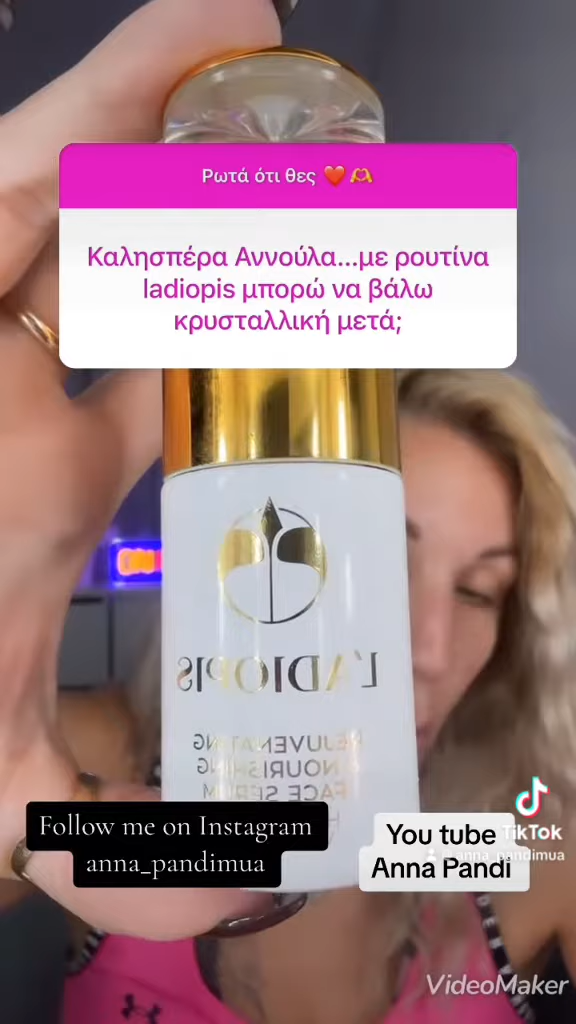 Ρωτά ότι θες ❤️🫶
Καλησπέρα Αννούλα...με ρουτίνα
ladiopis μπορώ να βάλω
κρυσταλλική μετά;
L'ADIOPIS
REJUVENATING
& NOURISHING
FACE SERUM
Follow me on Instagram
anna_pandimua
You tube
Anna Pandi
TikTok
anna_pandimua
VideoMaker